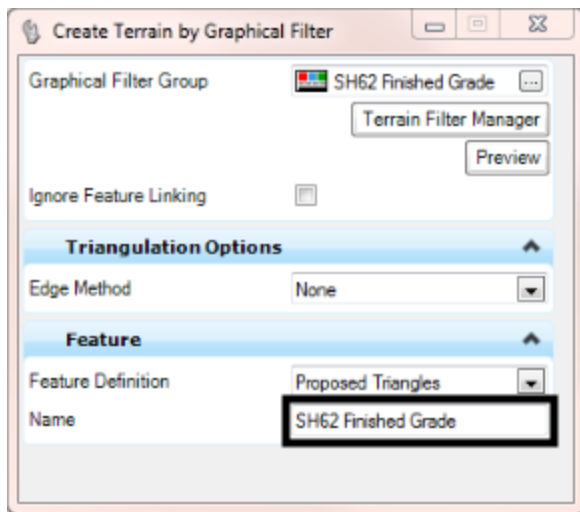 Create Terrain by Graphical Filter
Graphical Filter Group SH62 Finished Grade ...
Terrain Filter Manager
Preview
Ignore Feature Linking
Triangulation Options
Edge Method None
Feature
Feature Definition Proposed Triangles
Name SH62 Finished Grade